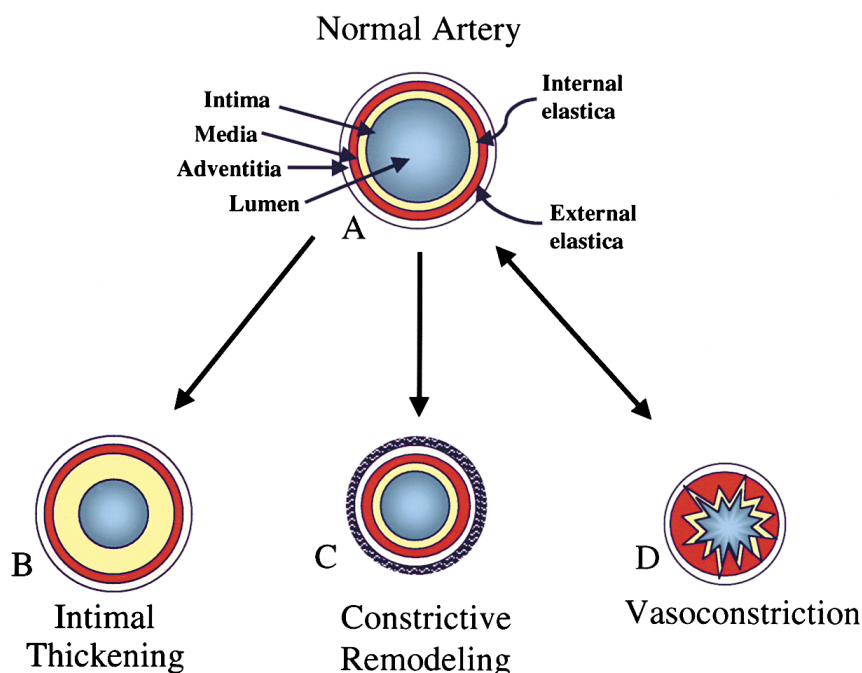 Normal Artery
Intima
Media
Adventitia
Lumen
A
Internal
elastica
External
elastica
B
Intimal
Thickening
C
Constrictive
Remodeling
D
Vasoconstriction